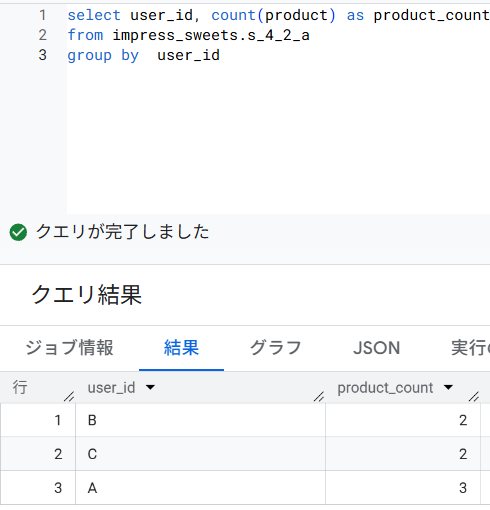 1 select user_id, count(product) as product_count
2 from impress_sweets.s_4_2_a
3 group by  user_id
クエリが完了しました
クエリ結果
ジョブ情報 結果 グラフ JSON 実行
行 user_id product_count
1 B 2
2 C 2
3 A 3